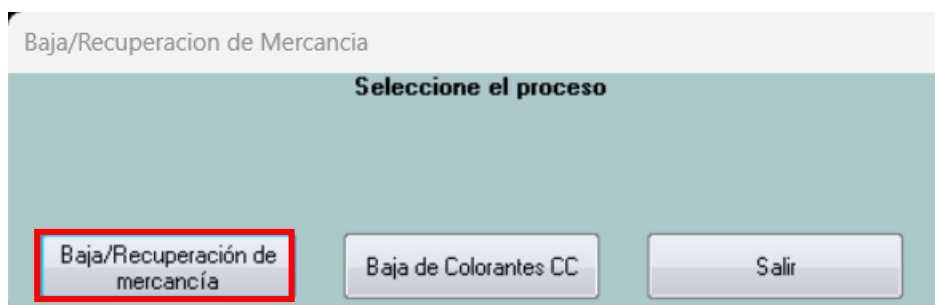 Baja/Recuperacion de Mercancia
Seleccione el proceso
Baja/Recuperación de
mercancía
Baja de Colorantes CC
Salir